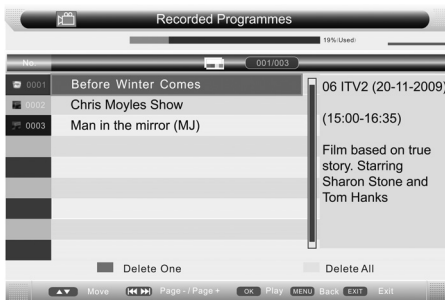 Recorded Programmes
19%(Used)
No.
001/003
0001 Before Winter Comes
0002 Chris Moyles Show
0003 Man in the mirror (MJ)
06 ITV2 (20-11-2009)
(15:00-16:35)
Film based on true
story. Starring
Sharon Stone and
Tom Hanks
Delete One Delete All
Move Page - / Page + OK Play MENU Back EXIT Exit